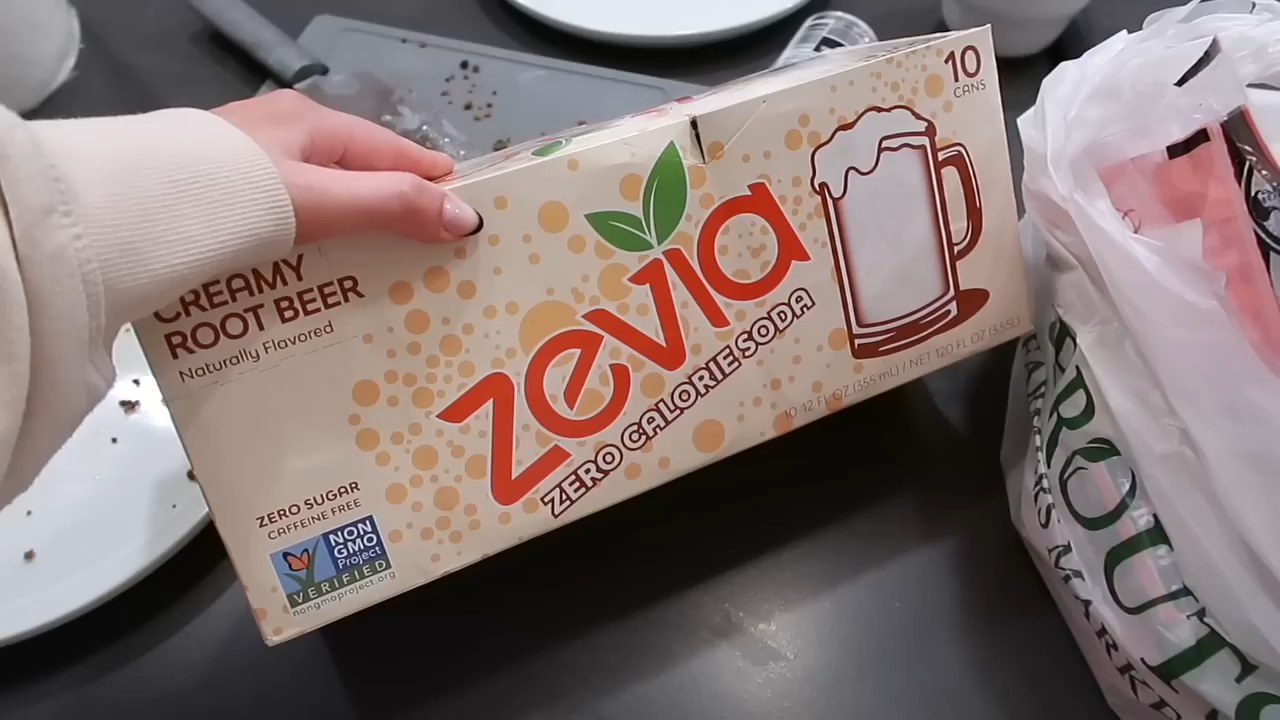 10
CANS
CREAMY
ROOT BEER
Naturally Flavored
zevia
ZERO CALORIE SODA
10-12 FL OZ (355 mL) / NET 120 FL OZ (3.55L)
ZERO SUGAR
CAFFEINE FREE
NON
GMO
Project
VERIFIED
nongmoproject.org
SPROUTS
FARMERS MARKET